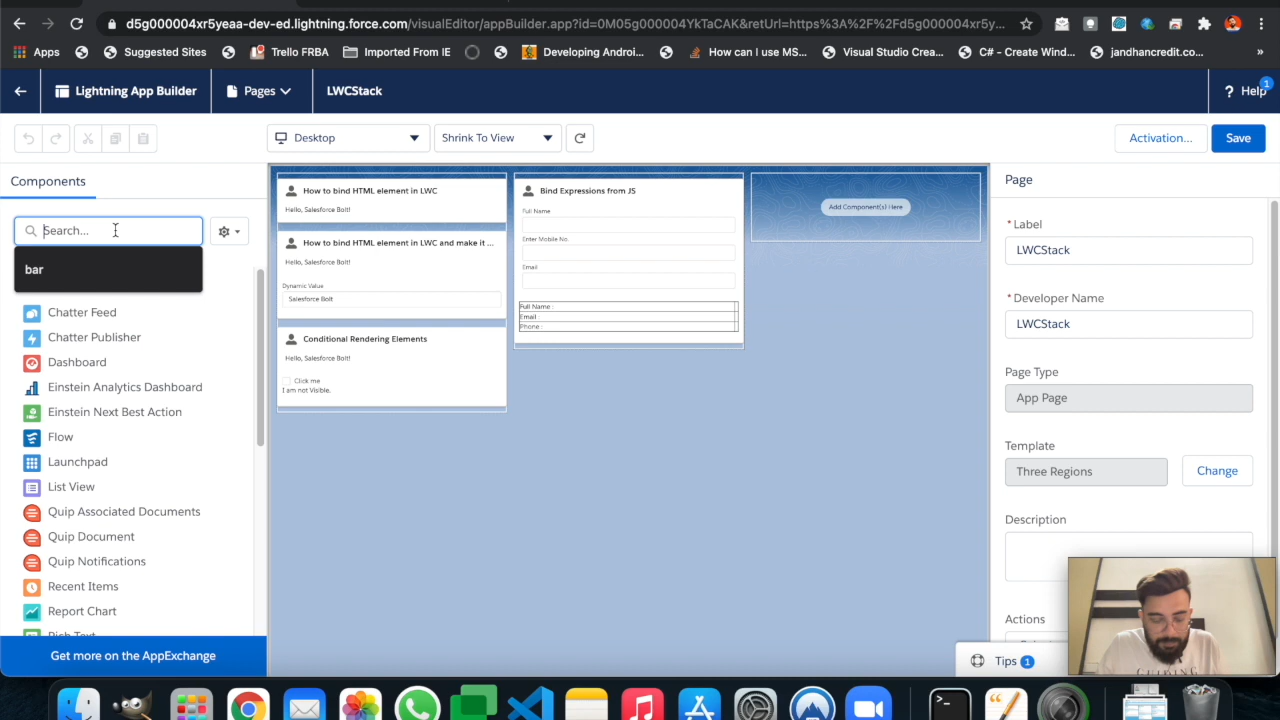 d5g000004xr5yeaa-dev-ed.lightning.force.com/visualEditor/appBuilder.app?id=0M05g000004YkTaCAK&retUrl=https%3A%2F%2Fd5g000004xr5y...
Apps
Suggested Sites
Trello FRBA
Imported From IE
Developing Androi...
How can I use MS...
Visual Studio Crea...
C# - Create Wind...
jandhancredit.com...
»
Lightning App Builder
Pages
LWCStack
? Help
1
Desktop
Shrink To View
Activation...
Save
Components
Search...
bar
Chatter Feed
Chatter Publisher
Dashboard
Einstein Analytics Dashboard
Einstein Next Best Action
Flow
Launchpad
List View
Quip Associated Documents
Quip Document
Quip Notifications
Recent Items
Report Chart
Rich Text
Get more on the AppExchange
How to bind HTML element in LWC
Hello, Salesforce Bolt!
How to bind HTML element in LWC and make it ...
Hello, Salesforce Bolt!
Dynamic Value
Salesforce Bolt
Conditional Rendering Elements
Hello, Salesforce Bolt!
Click me
I am not Visible.
Bind Expressions from JS
Full Name
Enter Mobile No.
Email
Full Name :
Email :
Phone :
Add Component(s) Here
Page
* Label
LWCStack
* Developer Name
LWCStack
Page Type
App Page
Template
Three Regions
Change
Description
Actions
Tips 1